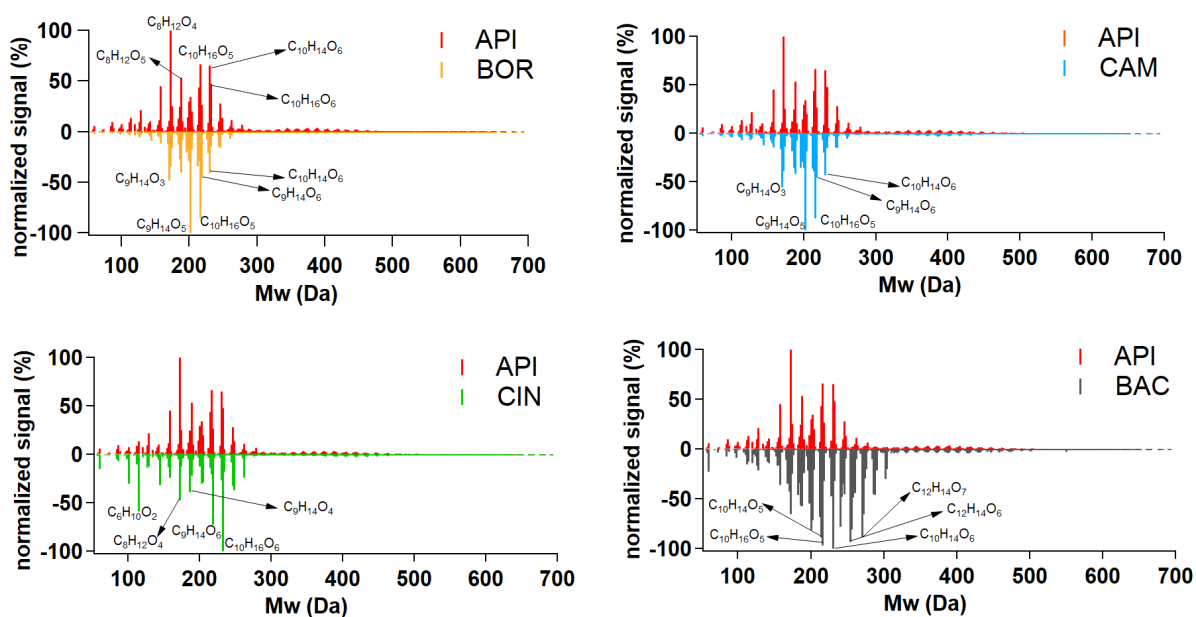 normalized signal (%)
100
50
0
-50
-100
C₈H₁₂O₄
C₈H₁₂O₅
C₁₀H₁₆O₅
C₁₀H₁₄O₆
C₁₀H₁₆O₆
API
BOR
C₉H₁₄O₃
C₁₀H₁₄O₆
C₉H₁₄O₆
C₉H₁₄O₅
C₁₀H₁₆O₅
100 200 300 400 500 600 700
Mw (Da)
normalized signal (%)
100
50
0
-50
-100
API
CAM
C₉H₁₄O₃
C₁₀H₁₄O₆
C₉H₁₄O₆
C₉H₁₄O₅
C₁₀H₁₆O₅
100 200 300 400 500 600 700
Mw (Da)
normalized signal (%)
100
50
0
-50
-100
API
CIN
C₆H₁₀O₂
C₉H₁₄O₄
C₉H₁₄O₆
C₈H₁₂O₄
C₁₀H₁₆O₆
100 200 300 400 500 600 700
Mw (Da)
normalized signal (%)
100
50
0
-50
-100
API
BAC
C₁₂H₁₄O₇
C₁₀H₁₄O₅
C₁₂H₁₄O₆
C₁₀H₁₆O₅
C₁₀H₁₄O₆
100 200 300 400 500 600 700
Mw (Da)